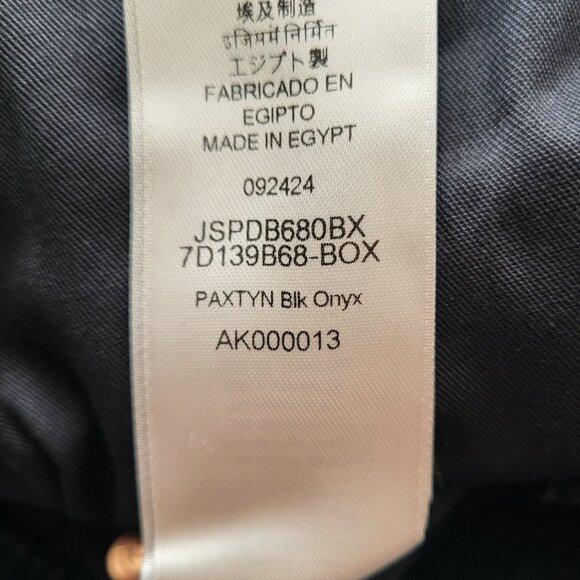 埃及制造
इजिप्त में निर्मित
エジプト製
FABRICADO EN
EGIPTO
MADE IN EGYPT
092424
JSPDB680BX
7D139B68-BOX
PAXTYN Blk Onyx
AK000013